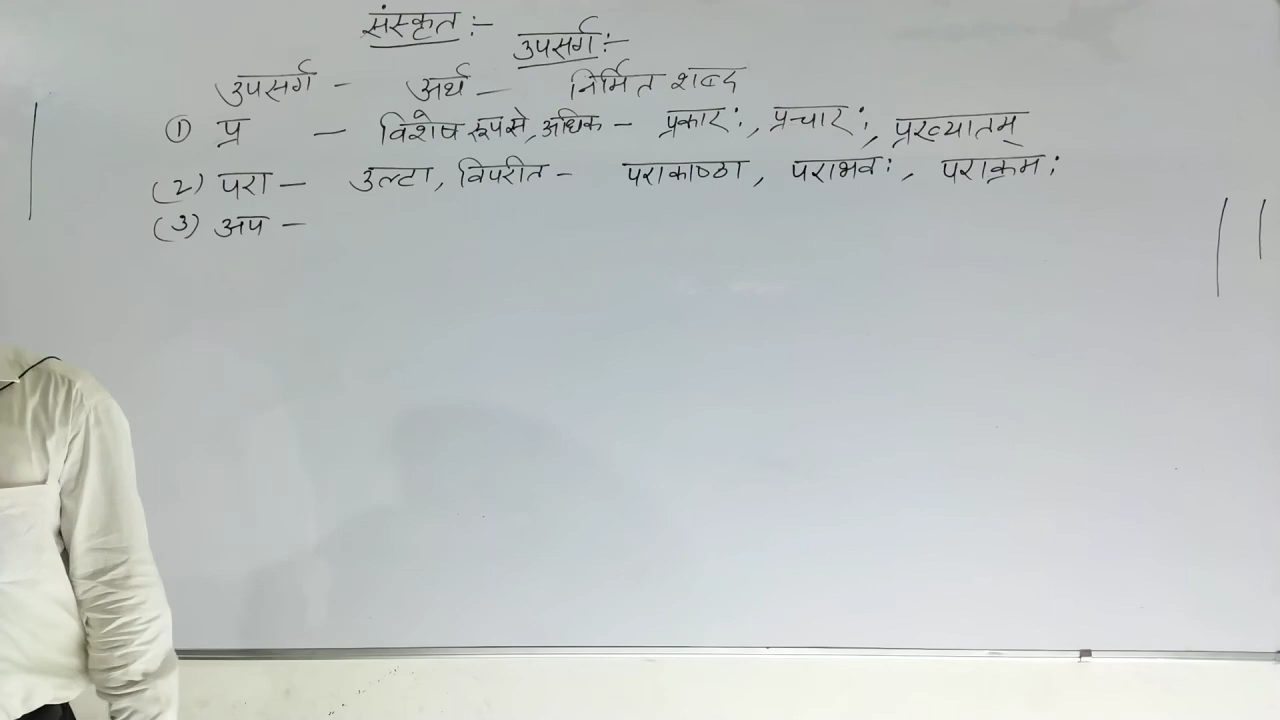 संस्कृत :-
उपसर्ग :-
उपसर्ग - अर्थ - निर्मित शब्द
① प्र - विशेष रूप से, अधिक - प्रकारः, प्रचारः, प्रख्यातम्
(2) परा - उल्टा, विपरीत - पराकाष्ठा, पराभवः, पराक्रमः
(3) अप -